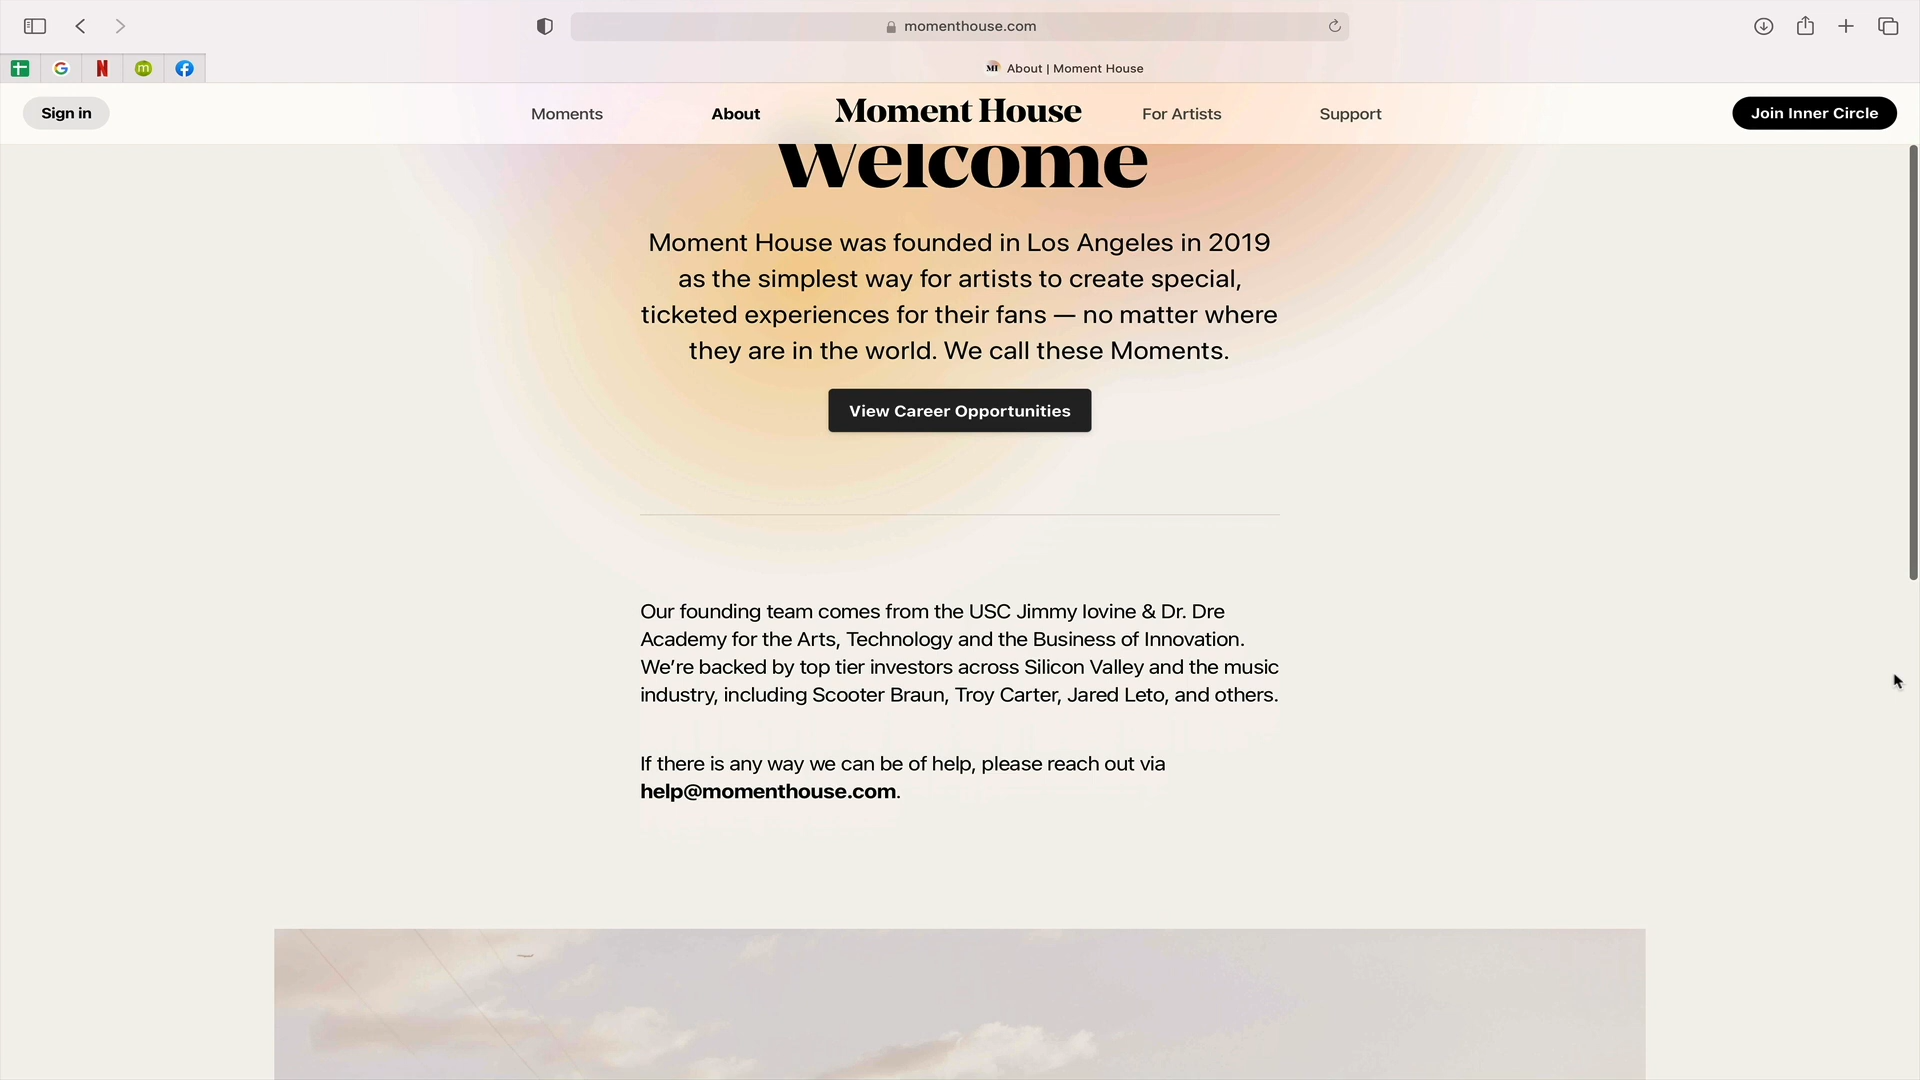 momenthouse.com
About | Moment House
Sign in
Moments
About
Moment House
For Artists
Support
Join Inner Circle
Welcome
Moment House was founded in Los Angeles in 2019
as the simplest way for artists to create special,
ticketed experiences for their fans — no matter where
they are in the world. We call these Moments.
View Career Opportunities
Our founding team comes from the USC Jimmy Iovine & Dr. Dre
Academy for the Arts, Technology and the Business of Innovation.
We’re backed by top tier investors across Silicon Valley and the music
industry, including Scooter Braun, Troy Carter, Jared Leto, and others.
If there is any way we can be of help, please reach out via
help@momenthouse.com.